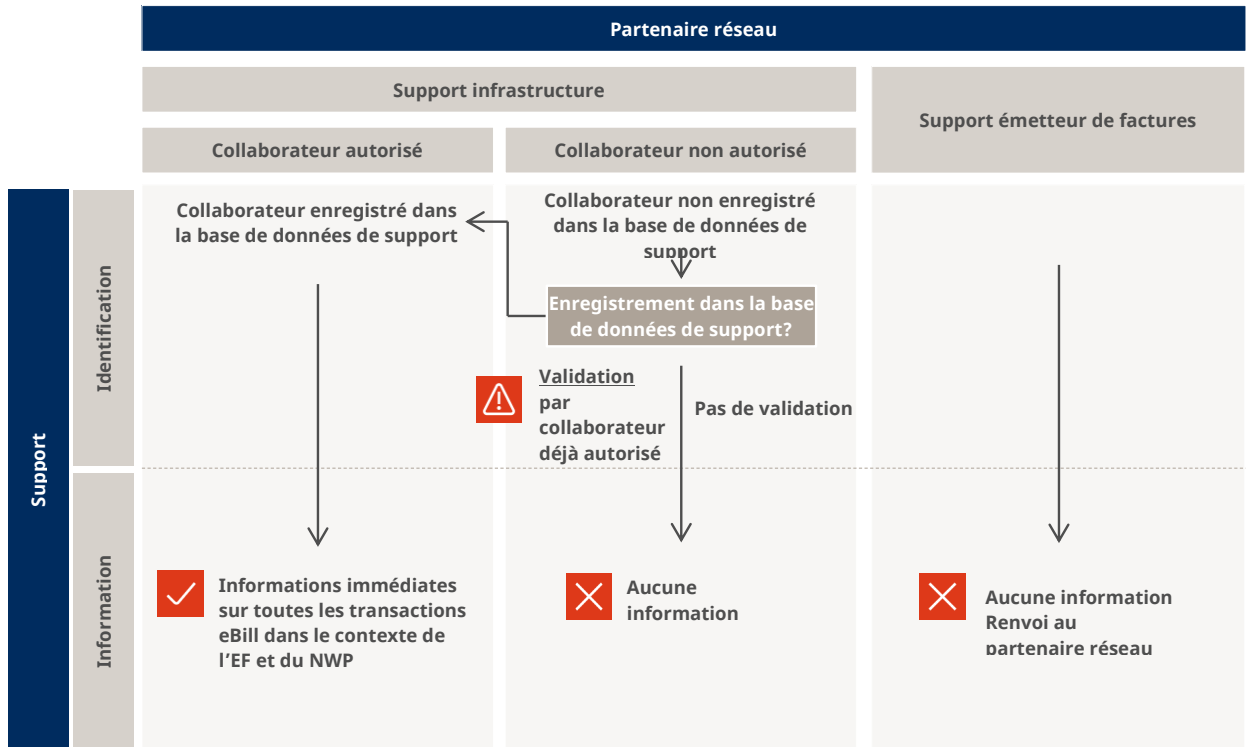 Partenaire réseau
Support infrastructure
Support émetteur de factures
Collaborateur autorisé
Collaborateur non autorisé
Support
Identification
Collaborateur enregistré dans
la base de données de support
Collaborateur non enregistré
dans la base de données de
support
Enregistrement dans la base
de données de support?
Validation
par
collaborateur
déjà autorisé
Pas de validation
Information
Informations immédiates
sur toutes les transactions
eBill dans le contexte de
l’EF et du NWP
Aucune
information
Aucune information
Renvoi au
partenaire réseau